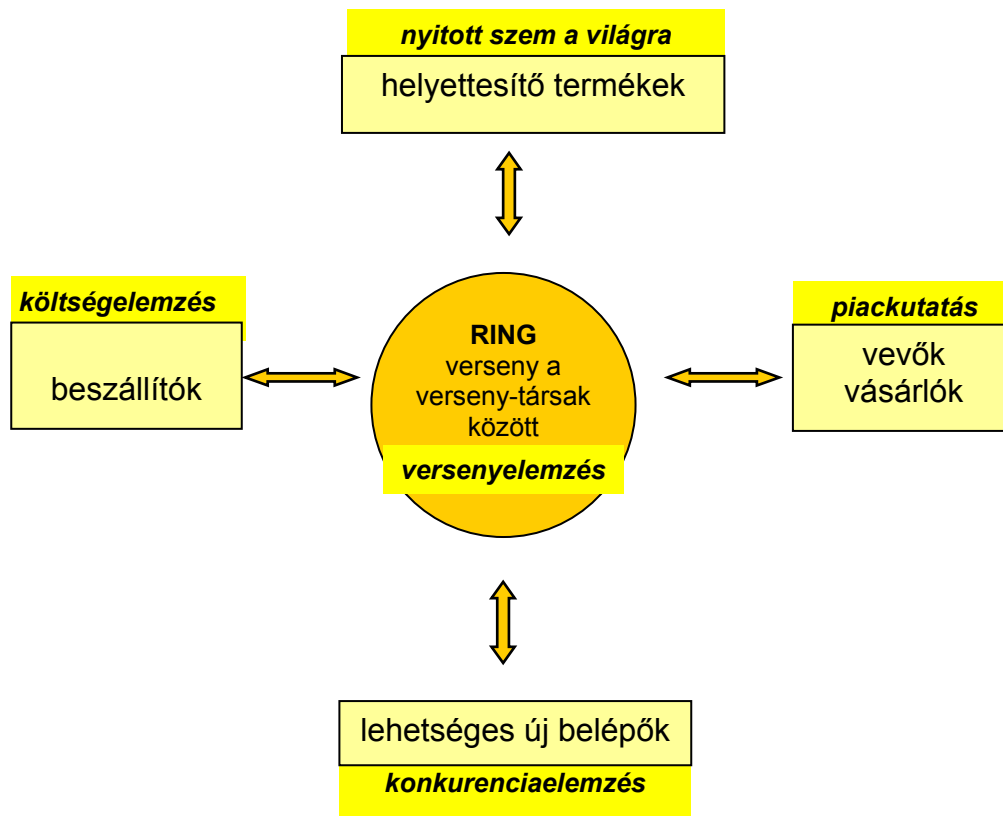 nyitott szem a világra
helyettesítő termékek
költségelemzés
beszállítók
RING
verseny a
verseny-társak
között
versenyelemzés
piackutatás
vevők
vásárlók
lehetséges új belépők
konkurenciaelemzés